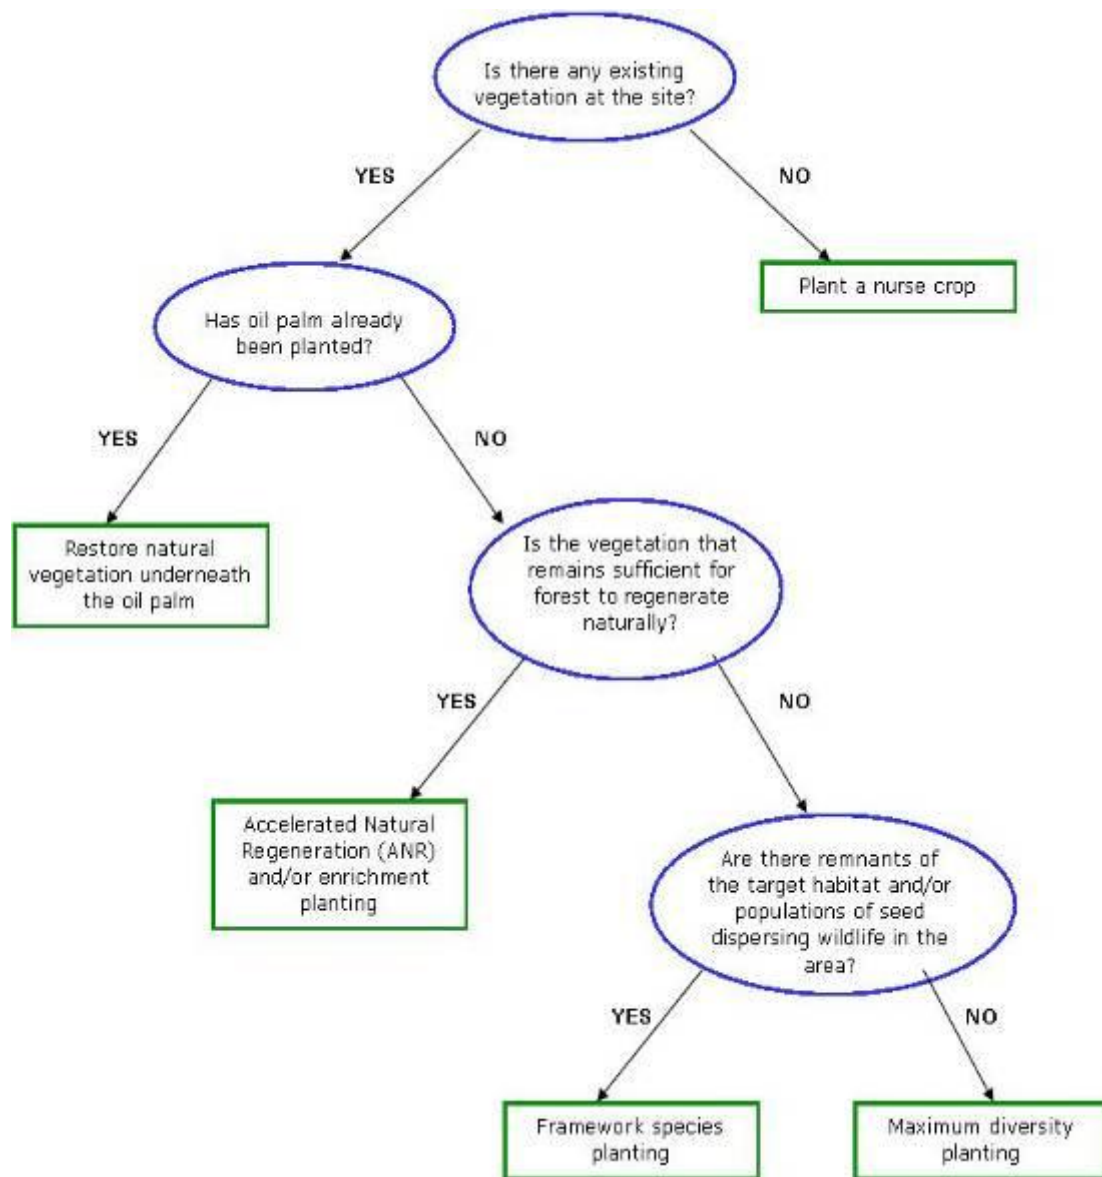 Is there any existing
vegetation at the site?
YES
NO
Has oil palm already
been planted?
Plant a nurse crop
YES
NO
Restore natural
vegetation underneath
the oil palm
Is the vegetation that
remains sufficient for
forest to regenerate
naturally?
YES
NO
Accelerated Natural
Regeneration (ANR)
and/or enrichment
planting
Are there remnants of
the target habitat and/or
populations of seed
dispersing wildlife in the
area?
YES
NO
Framework species
planting
Maximum diversity
planting